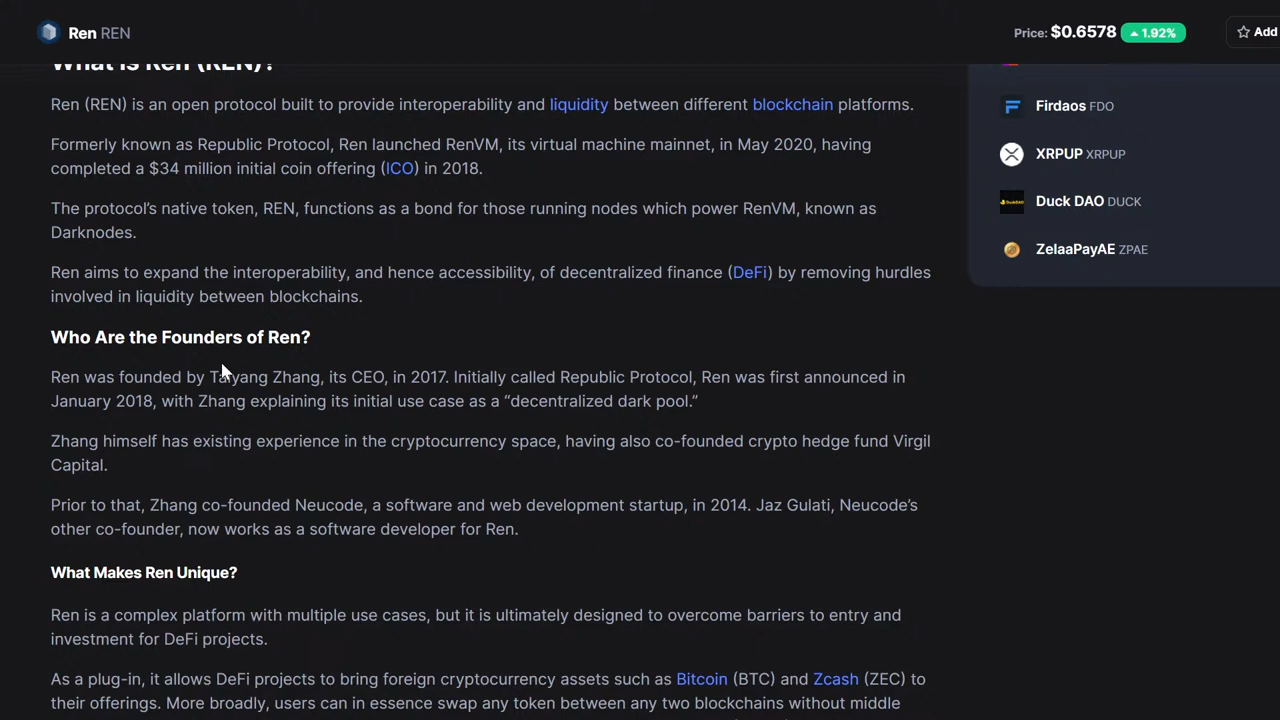 Ren REN
Price: $0.6578 1.92%
Add
What is Ren (REN)?
Ren (REN) is an open protocol built to provide interoperability and liquidity between different blockchain platforms.
Formerly known as Republic Protocol, Ren launched RenVM, its virtual machine mainnet, in May 2020, having
completed a $34 million initial coin offering (ICO) in 2018.
The protocol’s native token, REN, functions as a bond for those running nodes which power RenVM, known as
Darknodes.
Ren aims to expand the interoperability, and hence accessibility, of decentralized finance (DeFi) by removing hurdles
involved in liquidity between blockchains.
Who Are the Founders of Ren?
Ren was founded by Taiyang Zhang, its CEO, in 2017. Initially called Republic Protocol, Ren was first announced in
January 2018, with Zhang explaining its initial use case as a “decentralized dark pool.”
Zhang himself has existing experience in the cryptocurrency space, having also co-founded crypto hedge fund Virgil
Capital.
Prior to that, Zhang co-founded Neucode, a software and web development startup, in 2014. Jaz Gulati, Neucode’s
other co-founder, now works as a software developer for Ren.
What Makes Ren Unique?
Ren is a complex platform with multiple use cases, but it is ultimately designed to overcome barriers to entry and
investment for DeFi projects.
As a plug-in, it allows DeFi projects to bring foreign cryptocurrency assets such as Bitcoin (BTC) and Zcash (ZEC) to
their offerings. More broadly, users can in essence swap any token between any two blockchains without middle
Firdaos FDO
XRPUP XRPUP
Duck DAO DUCK
ZelaaPayAE ZPAE